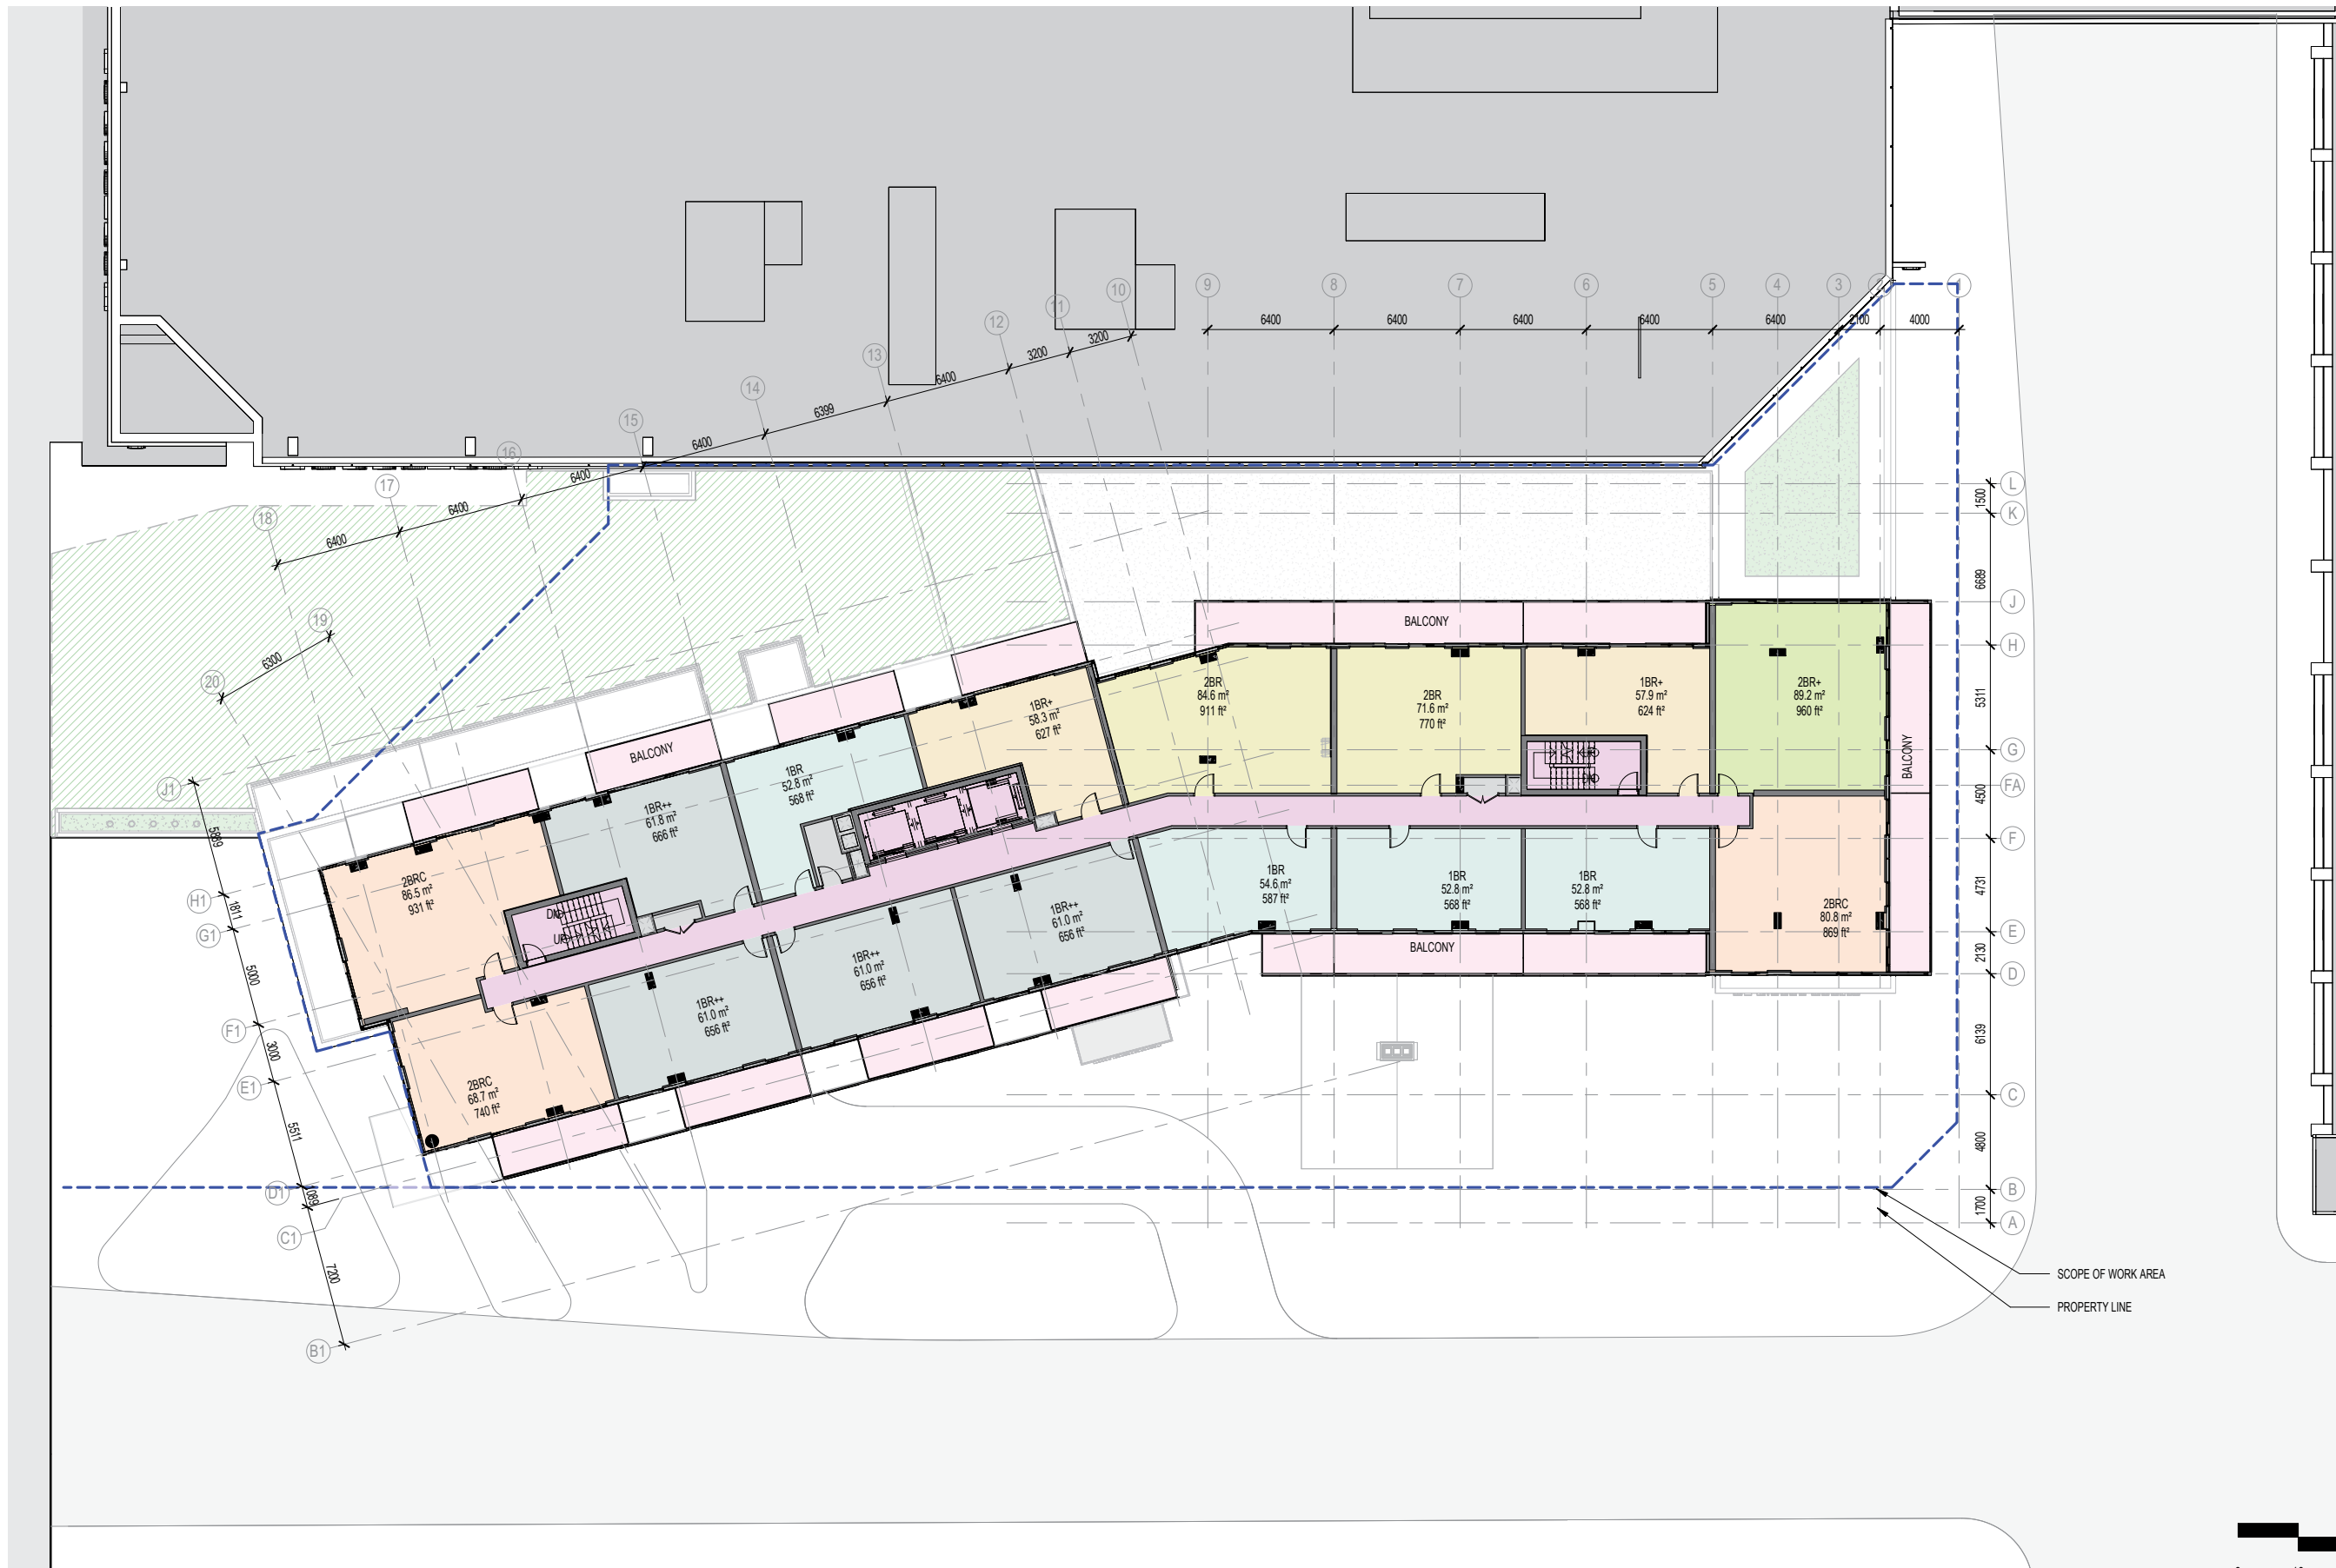 9
8
7
6
5
4
3
1
10
11
12
13
14
15
16
17
18
19
20
6400
6400
6400
6400
6400
2100
4000
3200
3200
6400
6399
6400
6400
6400
6400
6300
L
K
J
H
G
FA
F
E
D
C
B
A
1500
6689
5311
4500
4731
2130
6139
4800
1700
J1
H1
G1
F1
E1
D1
C1
B1
5889
1811
5000
3000
5511
1080
7200
BALCONY
BALCONY
BALCONY
BALCONY
2BR
84.6 m²
911 ft²
2BR
71.6 m²
770 ft²
1BR+
57.9 m²
624 ft²
2BR+
89.2 m²
960 ft²
1BR+
58.3 m²
627 ft²
1BR
52.8 m²
568 ft²
1BR++
61.8 m²
666 ft²
2BRC
86.5 m²
931 ft²
DN
UP
1BR
54.6 m²
587 ft²
1BR
52.8 m²
568 ft²
1BR
52.8 m²
568 ft²
2BRC
80.8 m²
869 ft²
1BR++
61.0 m²
656 ft²
1BR++
61.0 m²
656 ft²
1BR++
61.0 m²
656 ft²
2BRC
68.7 m²
740 ft²
SCOPE OF WORK AREA
PROPERTY LINE